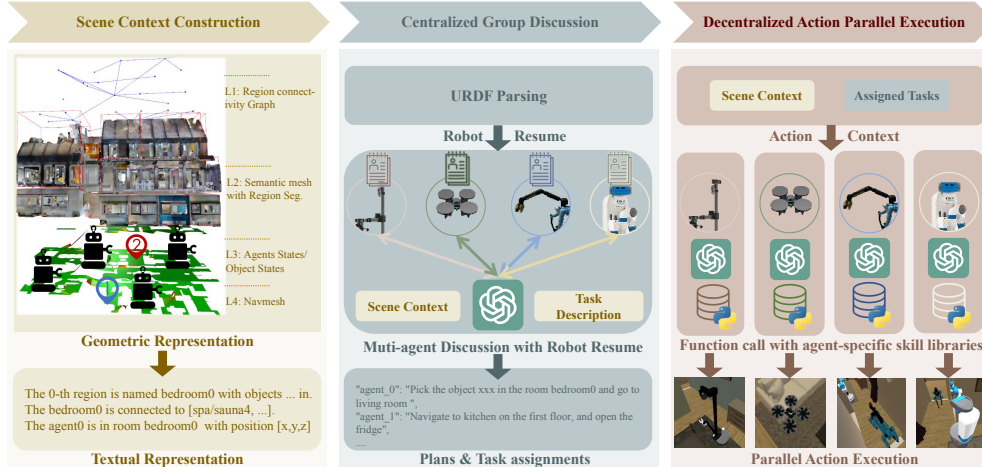 Scene Context Construction
L1: Region connect-
ivity Graph
L2: Semantic mesh
with Region Seg.
L3: Agents States/
Object States
L4: Navmesh
2
1
Geometric Representation
The 0-th region is named bedroom0 with objects ... in.
The bedroom0 is connected to [spa/sauna4, ...].
The agent0 is in room bedroom0 with position [x,y,z]
Textual Representation
Centralized Group Discussion
URDF Parsing
Robot Resume
Scene Context
Task
Description
Muti-agent Discussion with Robot Resume
"agent_0": "Pick the object xxx in the room bedroom0 and go to
living room ",
"agent_1": "Navigate to kitchen on the first floor, and open the
fridge",
....
Plans & Task assignments
Decentralized Action Parallel Execution
Scene Context
Assigned Tasks
Action Context
Function call with agent-specific skill libraries
Parallel Action Execution